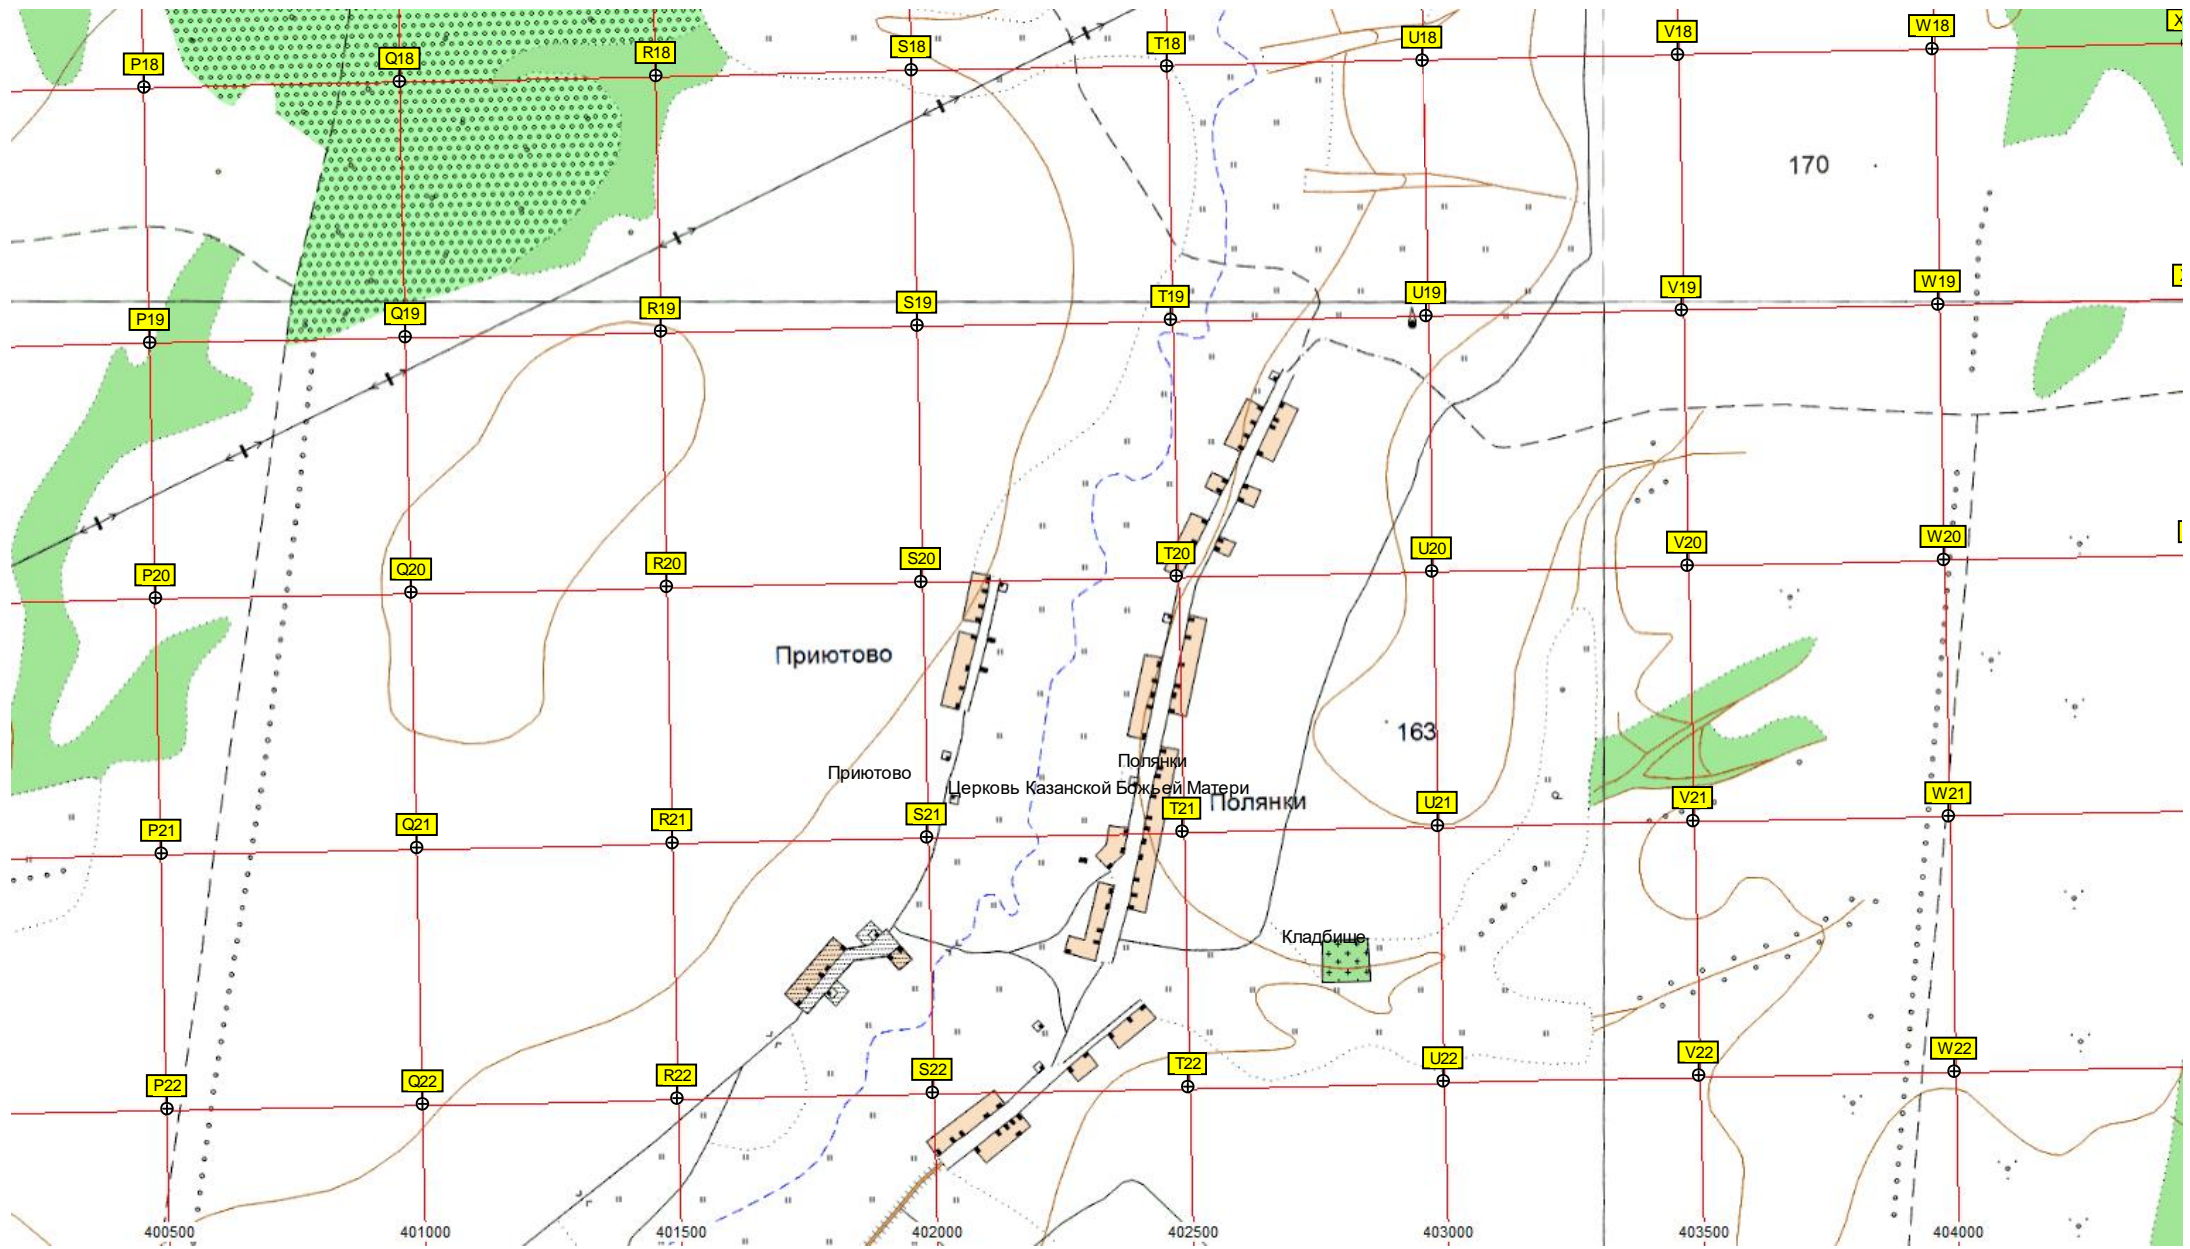 P18 Q18 R18 S18 T18 U18 V18 W18 X
170
P19 Q19 R19 S19 T19 U19 V19 W19
P20 Q20 R20 S20 T20 U20 V20 W20
Приютово
163
Полянки
Приютово
Церковь Казанской Божьей Матери
Полянки
P21 Q21 R21 S21 T21 U21 V21 W21
Кладбище
P22 Q22 R22 S22 T22 U22 V22 W22
400500 401000 401500 402000 402500 403000 403500 404000